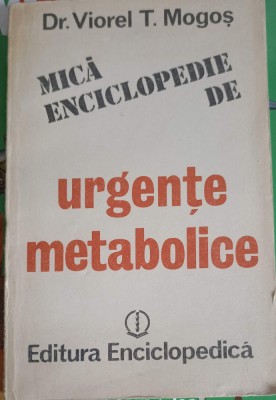 Dr. Viorel T. Mogoș
MICĂ
ENCICLOPEDIE
DE
urgențe
metabolice
Editura Enciclopedică